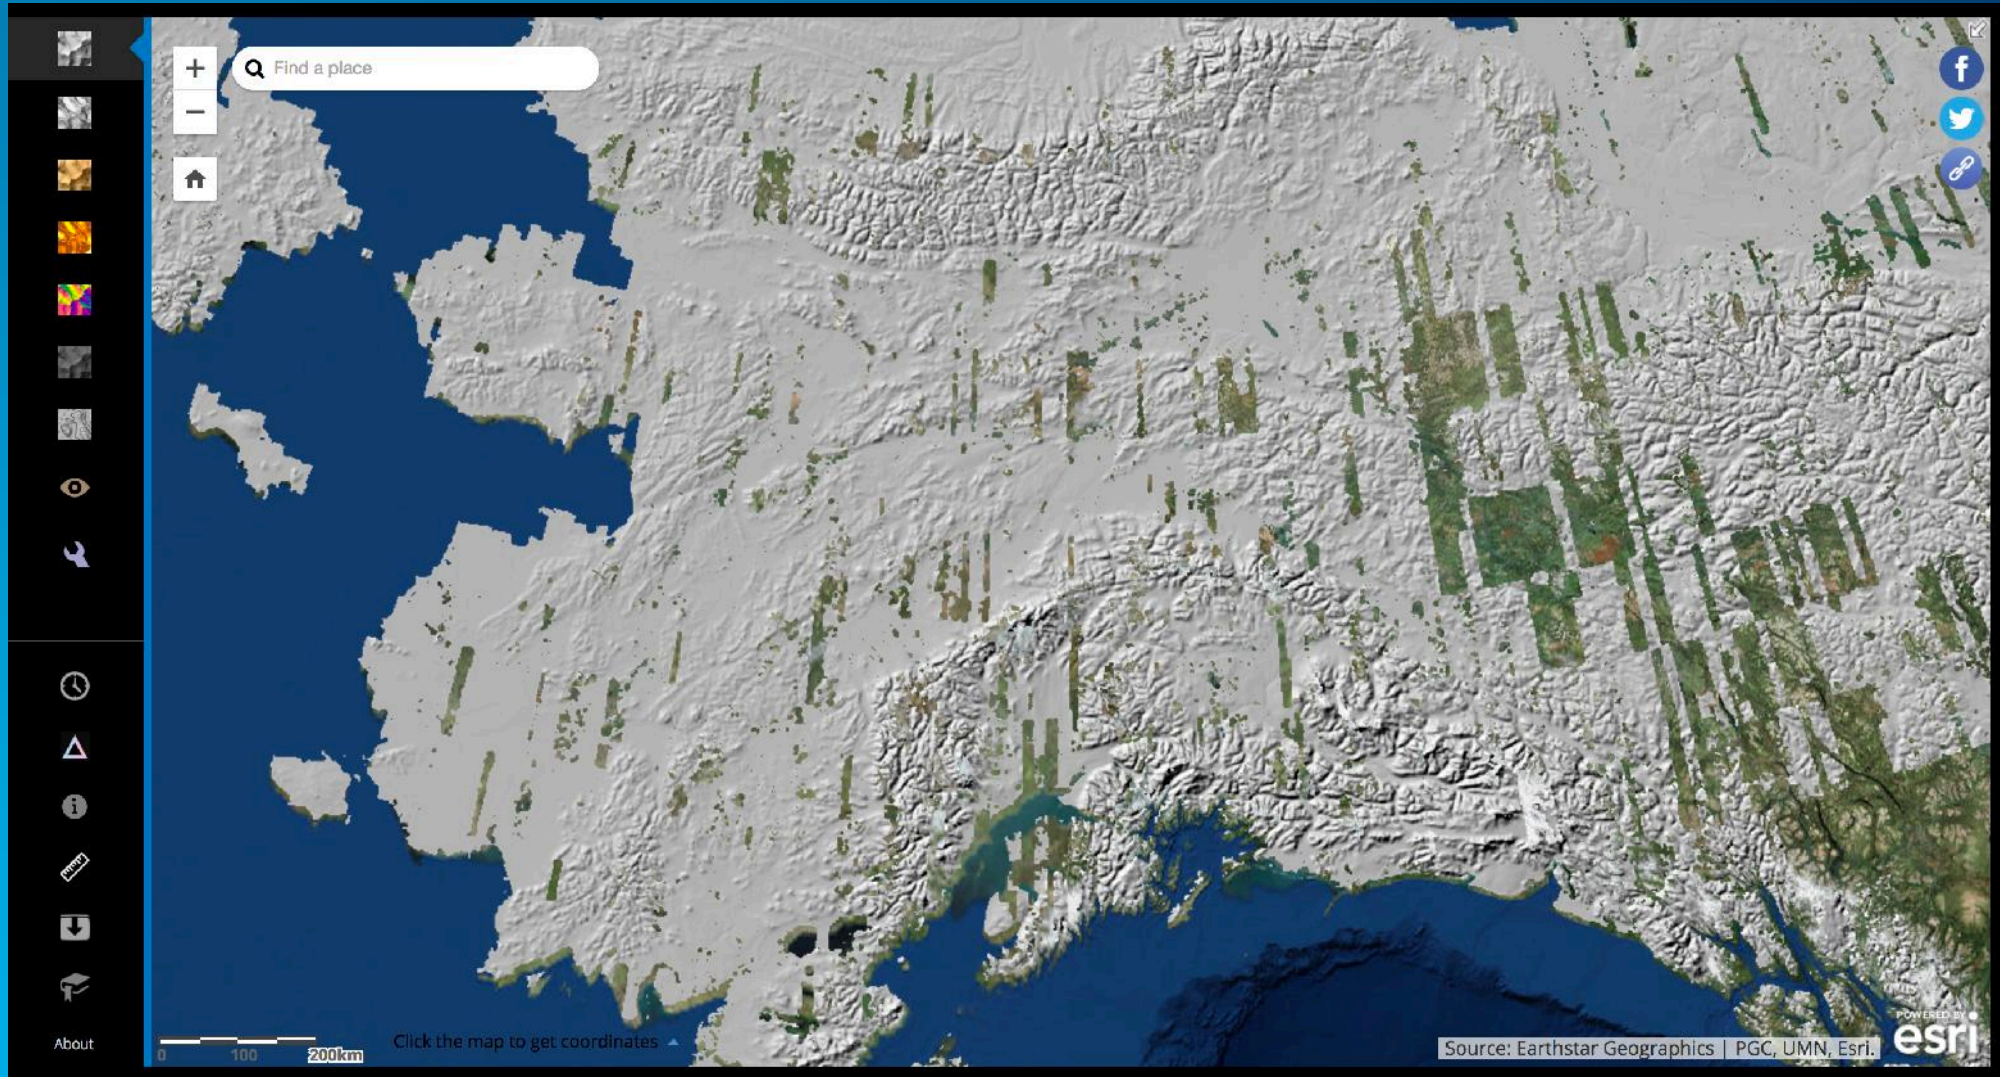 Find a place
About
0 100 200km
Click the map to get coordinates
Source: Earthstar Geographics | PGC, UMN, Esri.
POWERED BY
esri